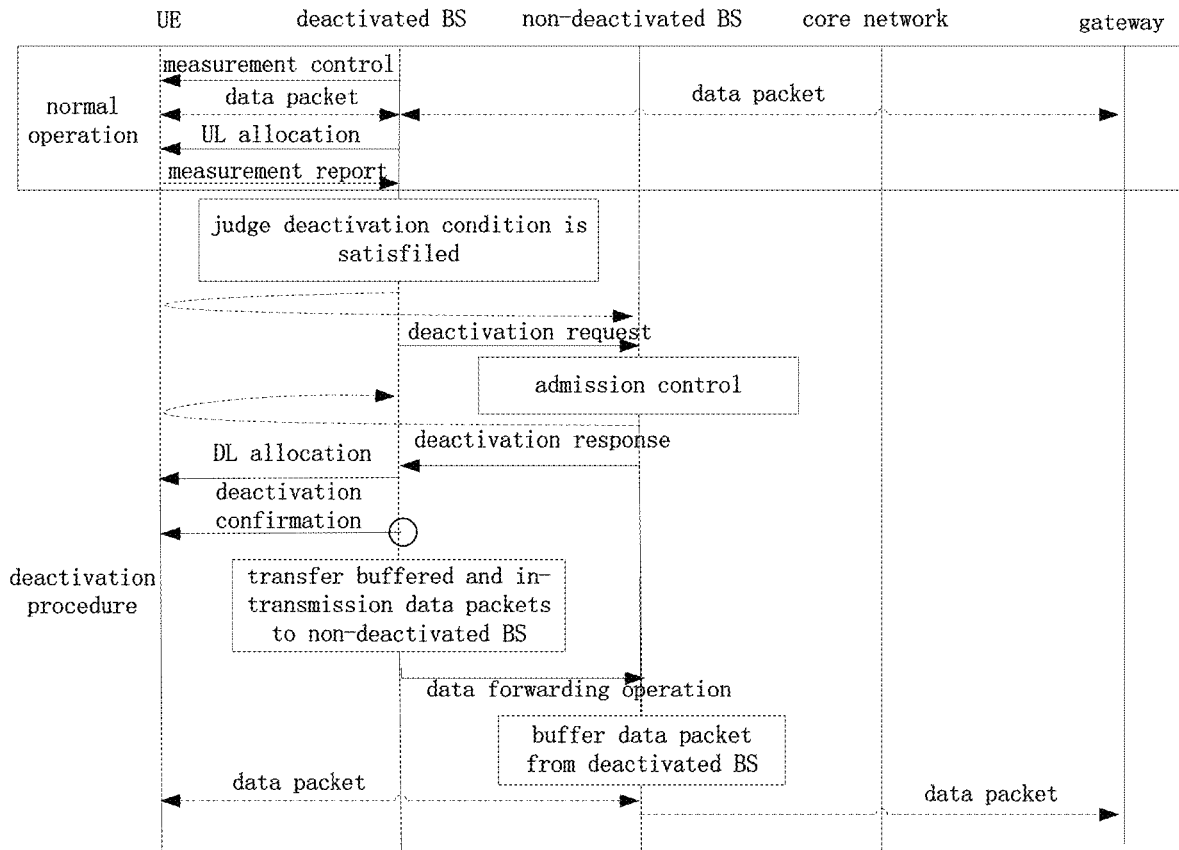 UE
deactivated BS
non-deactivated BS
core network
gateway
measurement control
data packet
data packet
normal
operation
UL allocation
measurement report
judge deactivation condition is
satisfiled
deactivation request
admission control
deactivation response
DL allocation
deactivation
confirmation
deactivation
procedure
transfer buffered and in-
transmission data packets
to non-deactivated BS
data forwarding operation
buffer data packet
from deactivated BS
data packet
data packet